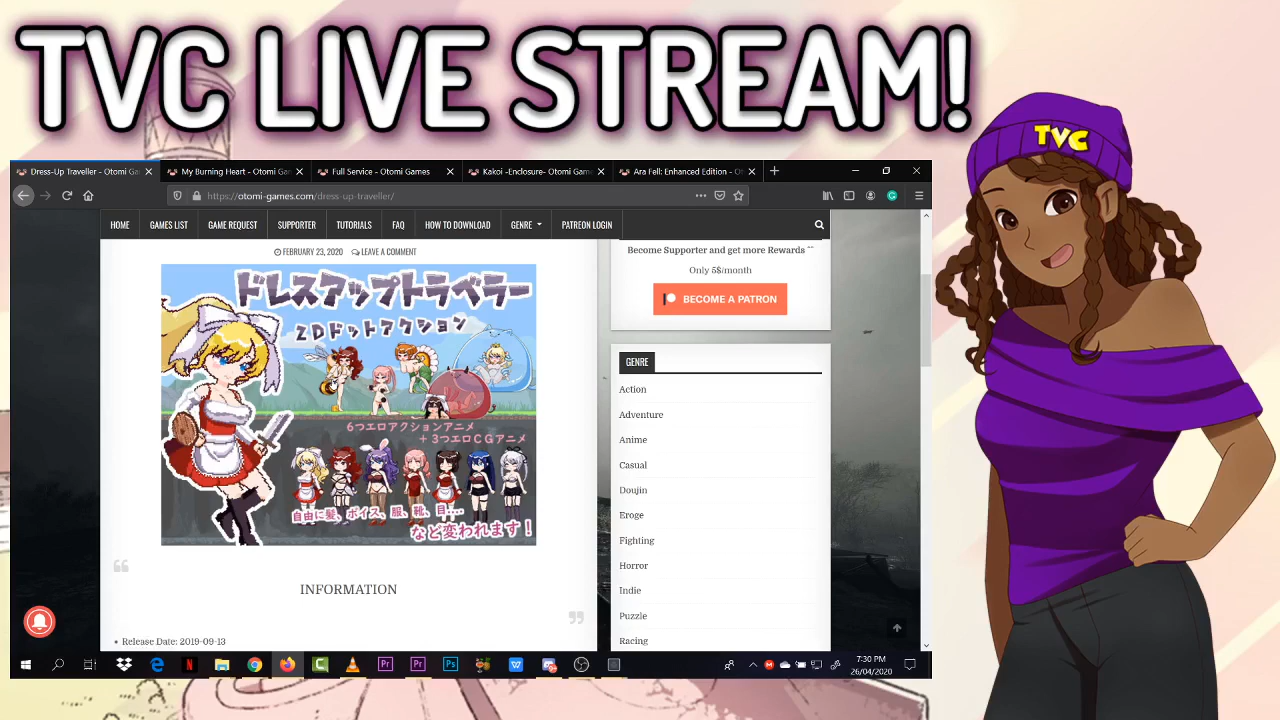 TVC LIVE STREAM!
TVC
Dress-Up Traveller - Otomi Ga
My Burning Heart - Otomi Gan
Full Service - Otomi Games
Kakoi -Enclosure- Otomi Game
Ara Fell: Enhanced Edition - Ot
https://otomi-games.com/dress-up-traveller/
HOME GAMES LIST GAME REQUEST SUPPORTER TUTORIALS FAQ HOW TO DOWNLOAD GENRE PATREON LOGIN
FEBRUARY 23, 2020 LEAVE A COMMENT
ドレスアップトラベラー
2Dドットアクション
6つエロアクションアニメ
+3つエロCGアニメ
自由に髪、ボイス、服、靴、目...
など変われます!
INFORMATION
Release Date: 2019-09-13
Become Supporter and get more Rewards ^^
Only 5$/month
BECOME A PATRON
GENRE
Action
Adventure
Anime
Casual
Doujin
Eroge
Fighting
Horror
Indie
Puzzle
Racing
7:30 PM
26/04/2020